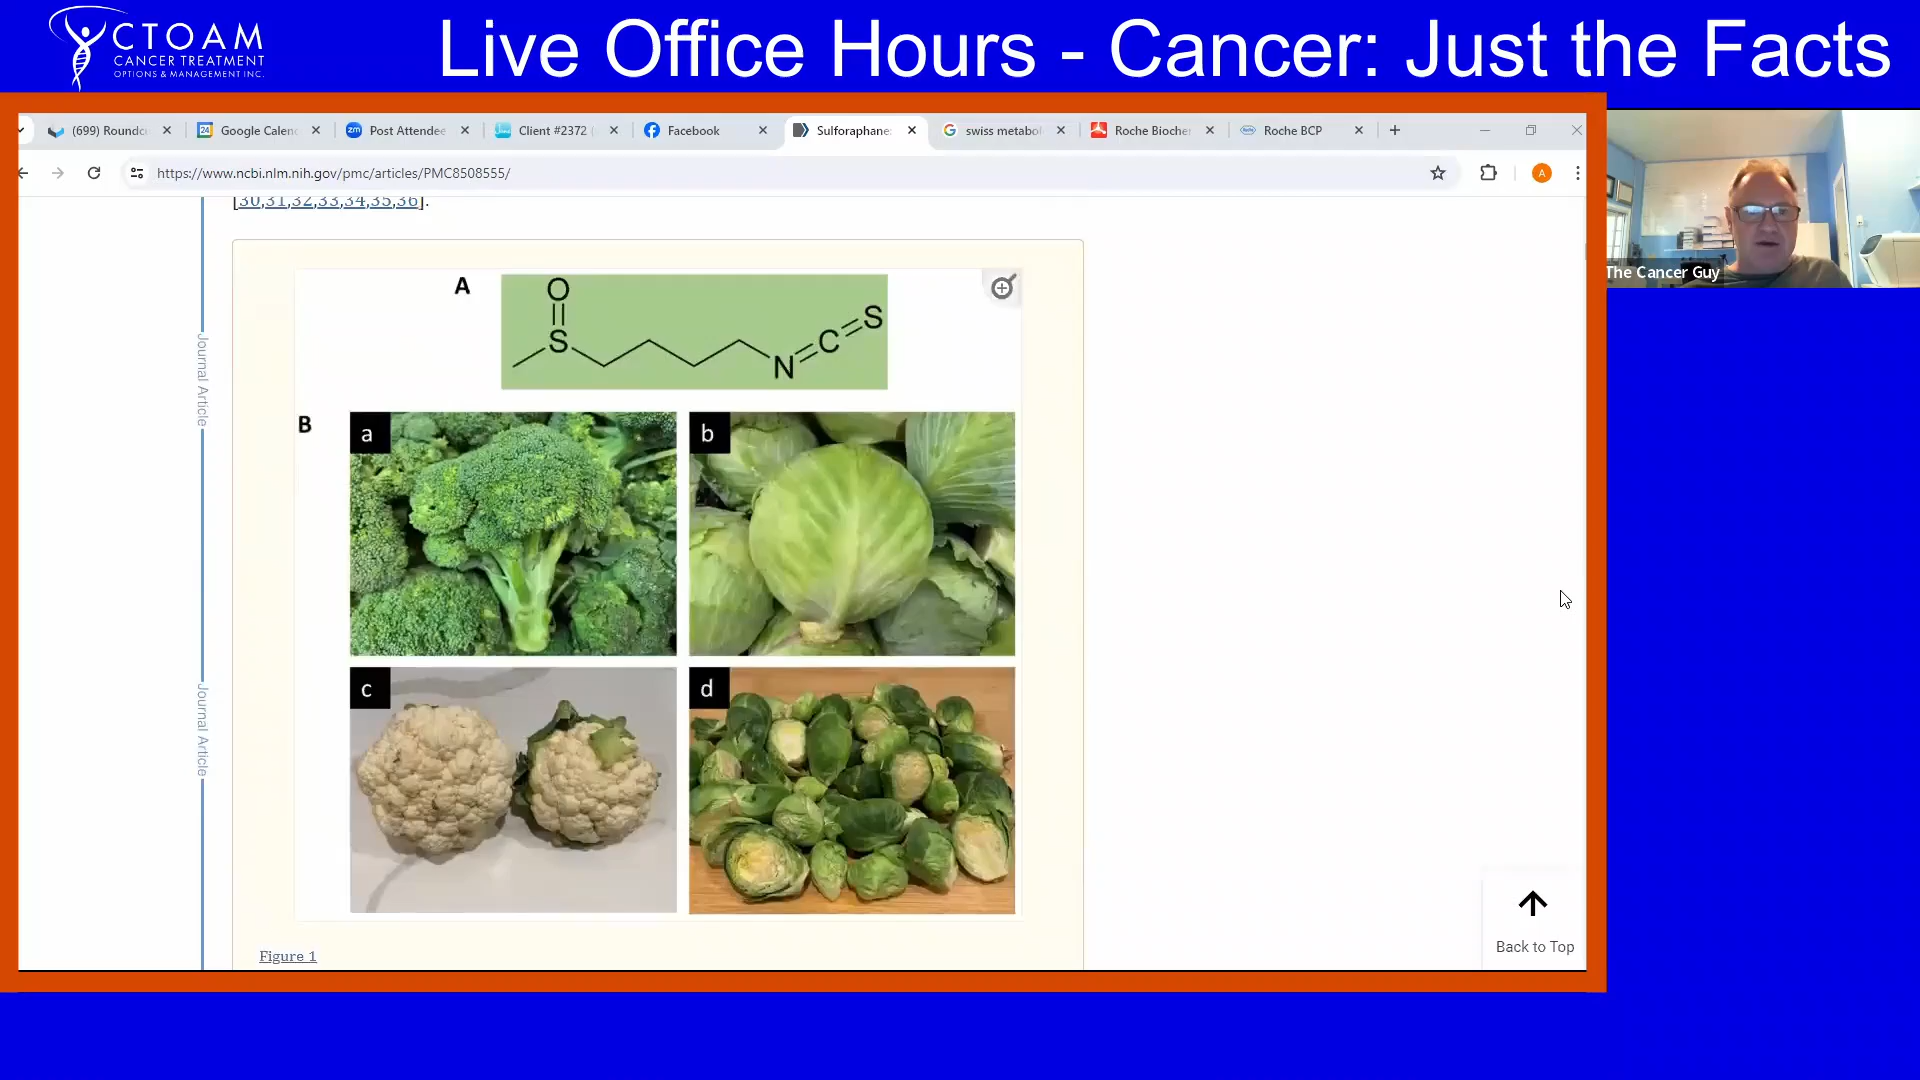 CTOAM
CANCER TREATMENT
OPTIONS & MANAGEMENT INC.
Live Office Hours - Cancer: Just the Facts
(699) Roundc
Google Calen
Post Attendee
Client #2372
Facebook
Sulforaphane:
swiss metabol
Roche Bioche
Roche BCP
https://www.ncbi.nlm.nih.gov/pmc/articles/PMC8508555/
A
[30,31,32,33,34,35,36].
A
O
S
N
C
S
B
a
b
c
d
Journal Article
Journal Article
Figure 1
Back to Top
The Cancer Guy